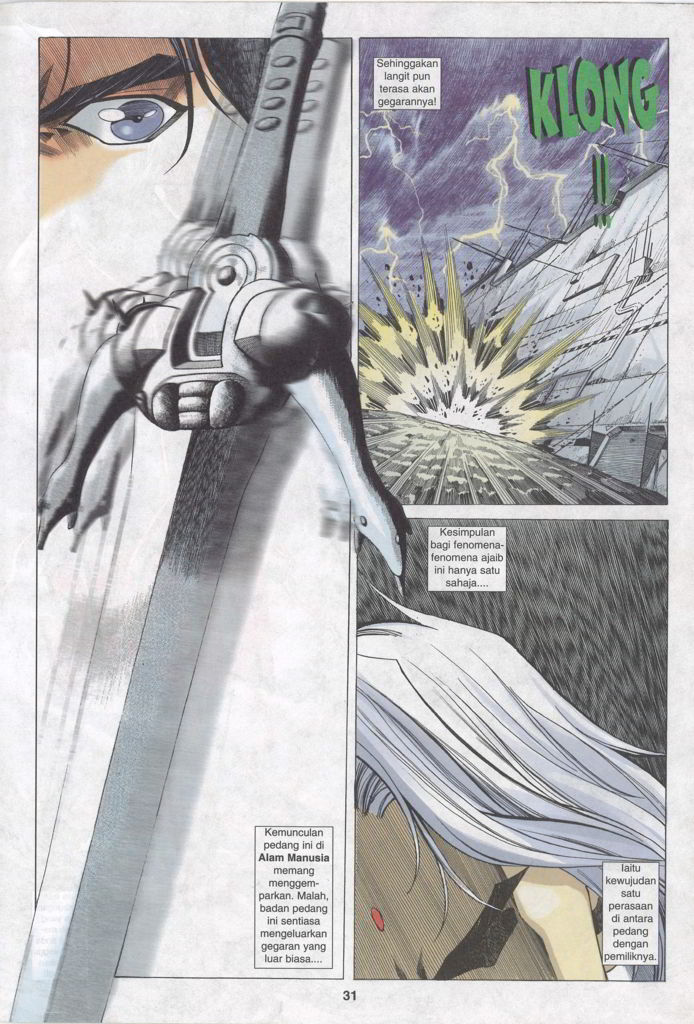 Kemunculan
pedang ini di
Alam Manusia
memang
menggem-
parkan. Malah,
badan pedang
ini sentiasa
mengeluarkan
gegaran yang
luar biasa....
Sehinggakan
langit pun
terasa akan
gegarannya!
KLONG
!!
Kesimpulan
bagi fenomena-
fenomena ajaib
ini hanya satu
sahaja....
Iaitu
kewujudan
satu
perasaan
di antara
pedang
dengan
pemiliknya.
31